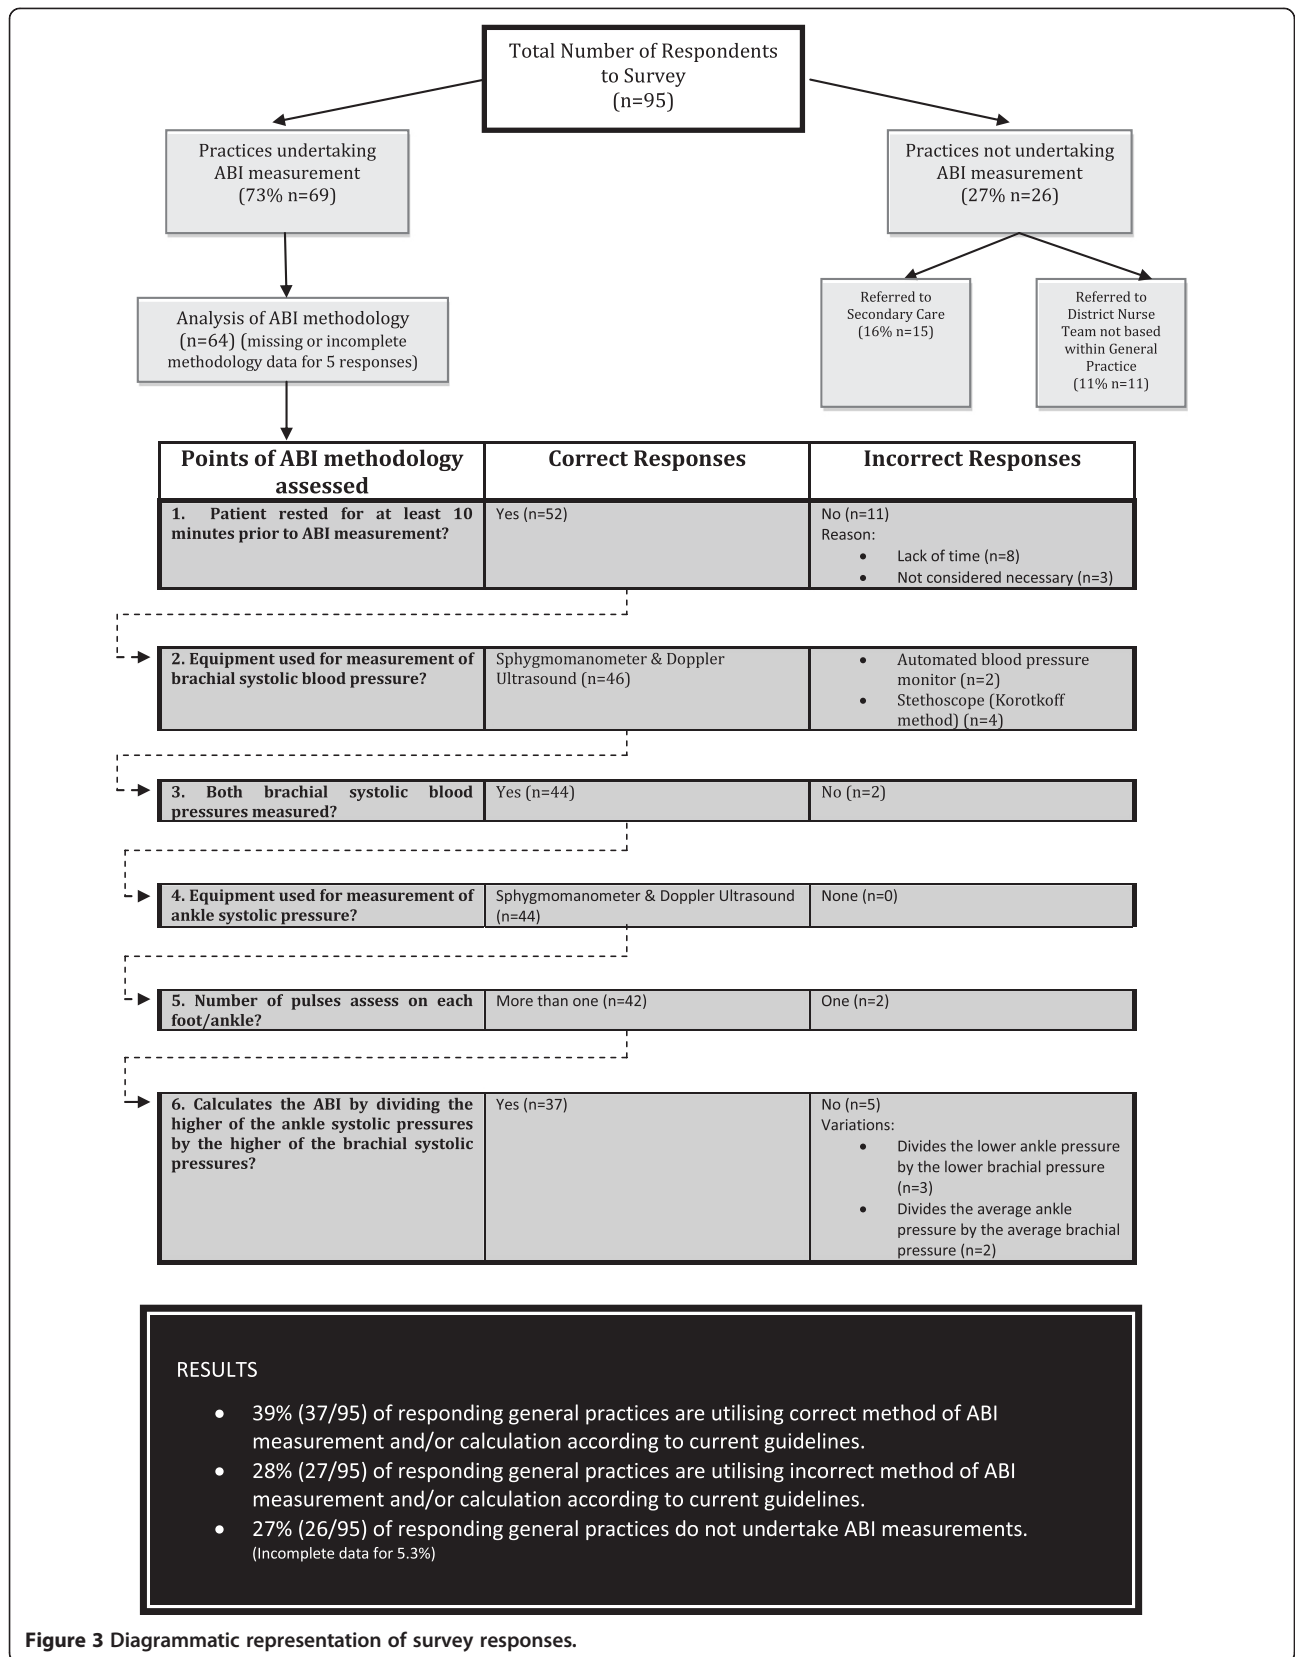 Total Number of Respondents
to Survey
(n=95)
Practices undertaking
ABI measurement
(73% n=69)
Practices not undertaking
ABI measurement
(27% n=26)
Analysis of ABI methodology
(n=64) (missing or incomplete
methodology data for 5 responses)
Referred to
Secondary Care
(16% n=15)
Referred to
District Nurse
Team not based
within General
Practice
(11% n=11)
Points of ABI methodology
assessed
Correct Responses
Incorrect Responses
1. Patient rested for at least 10
minutes prior to ABI measurement?
Yes (n=52)
No (n=11)
Reason:
• Lack of time (n=8)
• Not considered necessary (n=3)
2. Equipment used for measurement of
brachial systolic blood pressure?
Sphygmomanometer & Doppler
Ultrasound (n=46)
• Automated blood pressure
monitor (n=2)
• Stethoscope (Korotkoff
method) (n=4)
3. Both brachial systolic blood
pressures measured?
Yes (n=44)
No (n=2)
4. Equipment used for measurement of
ankle systolic pressure?
Sphygmomanometer & Doppler Ultrasound
(n=44)
None (n=0)
5. Number of pulses assess on each
foot/ankle?
More than one (n=42)
One (n=2)
6. Calculates the ABI by dividing the
higher of the ankle systolic pressures
by the higher of the brachial systolic
pressures?
Yes (n=37)
No (n=5)
Variations:
• Divides the lower ankle pressure
by the lower brachial pressure
(n=3)
• Divides the average ankle
pressure by the average brachial
pressure (n=2)
RESULTS
• 39% (37/95) of responding general practices are utilising correct method of ABI
measurement and/or calculation according to current guidelines.
• 28% (27/95) of responding general practices are utilising incorrect method of ABI
measurement and/or calculation according to current guidelines.
• 27% (26/95) of responding general practices do not undertake ABI measurements.
(Incomplete data for 5.3%)
Figure 3 Diagrammatic representation of survey responses.